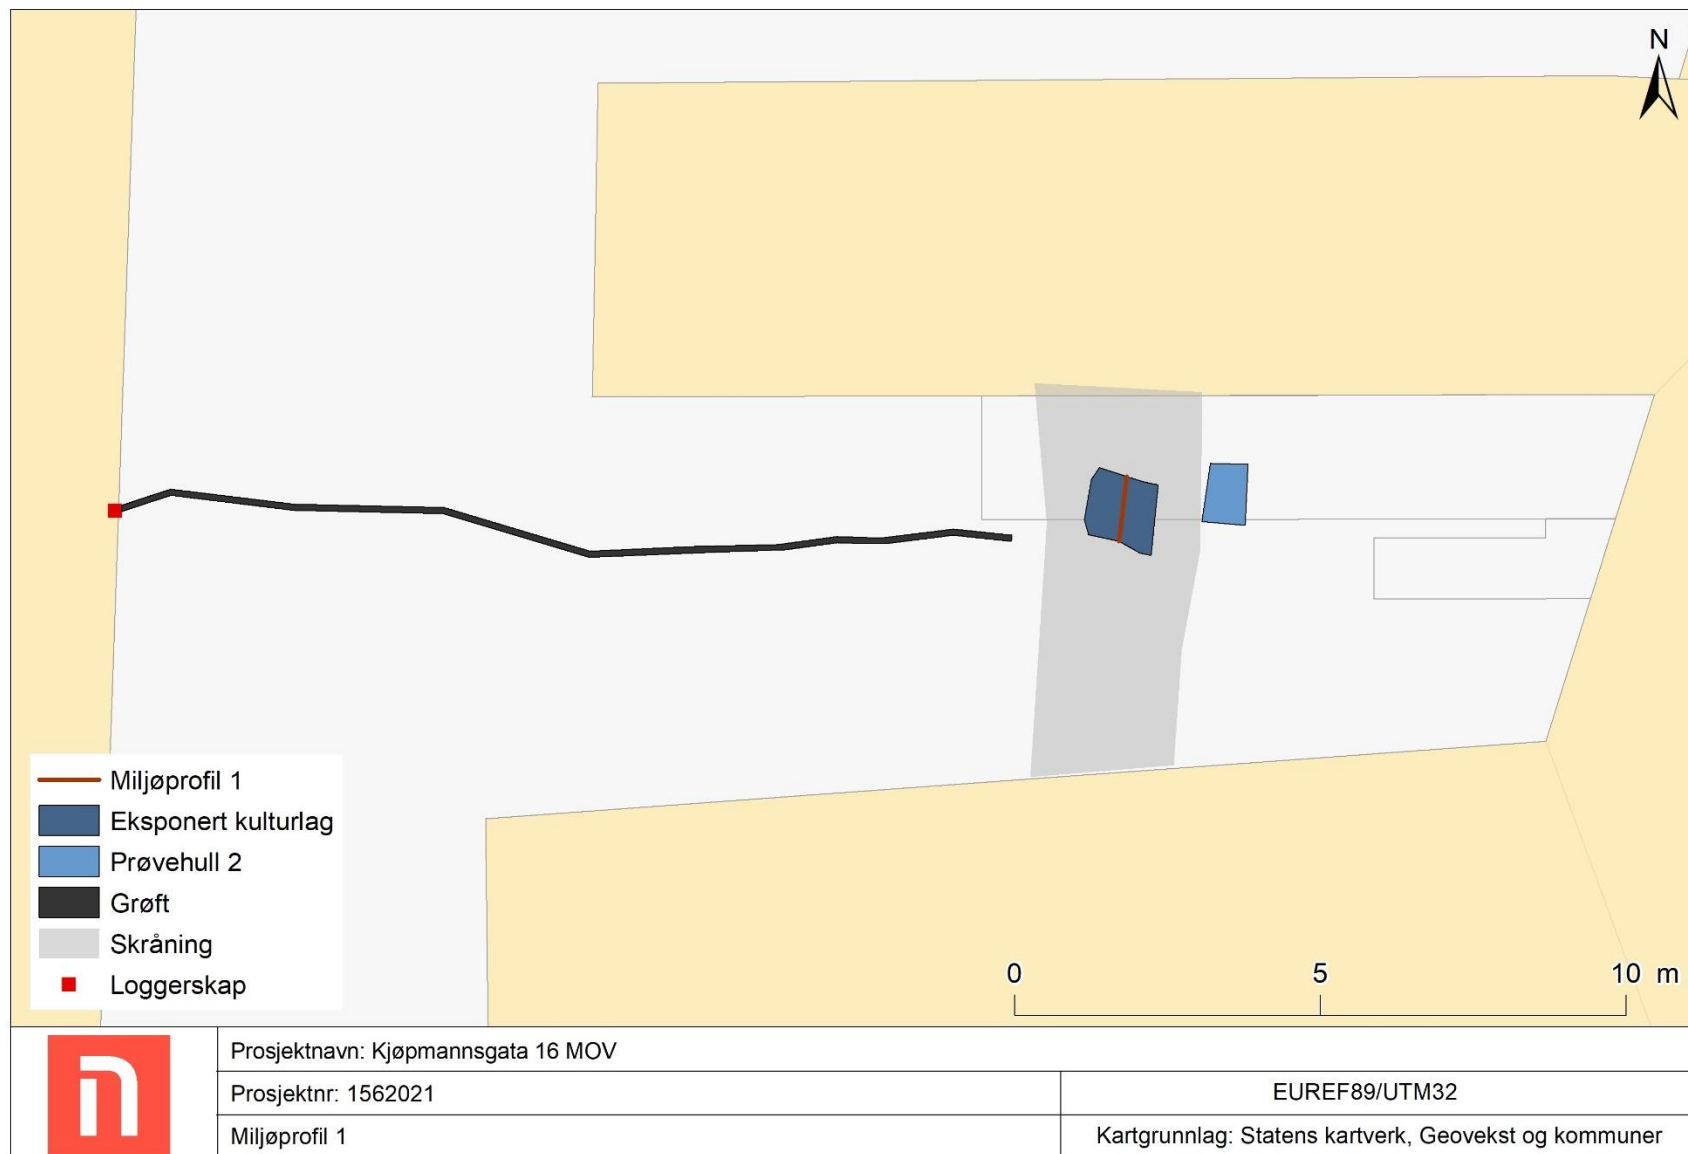 N
Miljøprofil 1
Eksponert kulturlag
Prøvehull 2
Grøft
Skråning
Loggerskap
0 5 10 m
Prosjektnavn: Kjøpmannsgata 16 MOV
Prosjektnr: 1562021
EUREF89/UTM32
Miljøprofil 1
Kartgrunnlag: Statens kartverk, Geovekst og kommuner